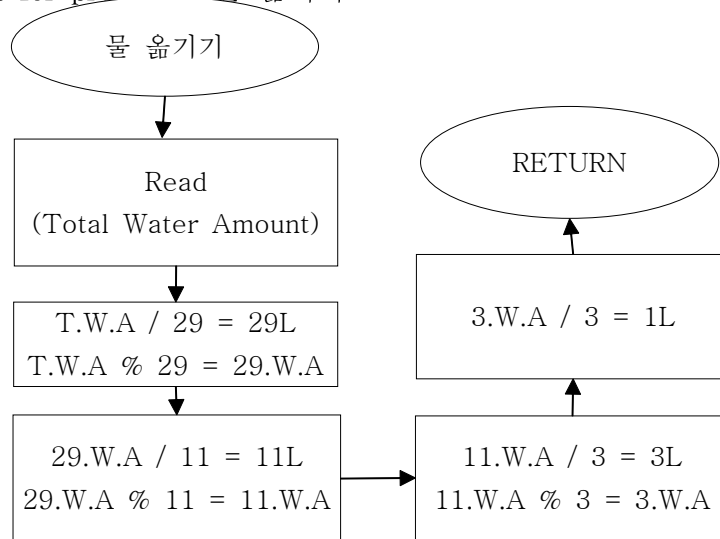 물 옮기기
Read
(Total Water Amount)
T.W.A / 29 = 29L
T.W.A % 29 = 29.W.A
29.W.A / 11 = 11L
29.W.A % 11 = 11.W.A
11.W.A / 3 = 3L
11.W.A % 3 = 3.W.A
3.W.A / 3 = 1L
RETURN